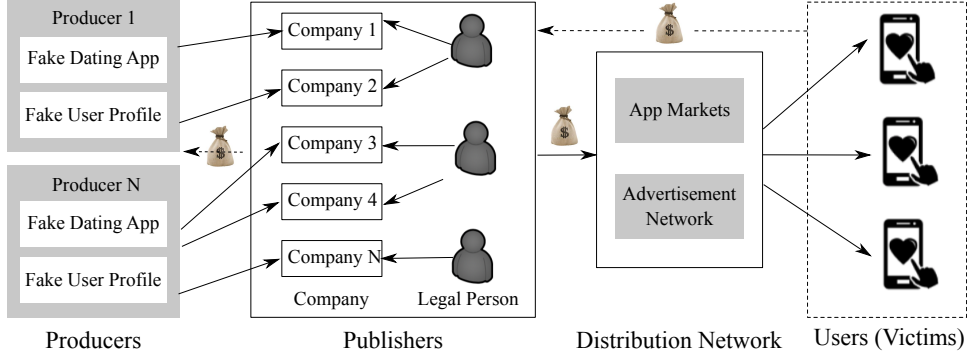 Producer 1
Fake Dating App
Fake User Profile
$
Producer N
Fake Dating App
Fake User Profile
Producers
Company 1
Company 2
Company 3
Company 4
Company N
Company
Legal Person
Publishers
$
$
App Markets
Advertisement
Network
Distribution Network
Users (Victims)